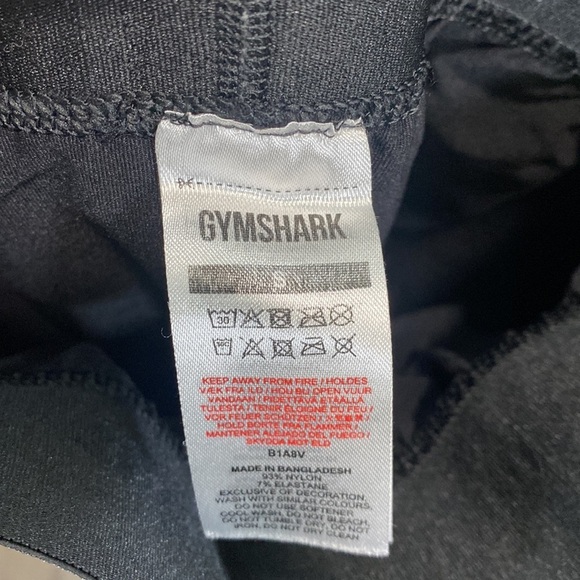 GYMSHARK
S
30
KEEP AWAY FROM FIRE / HOLDES
VÆK FRA ILD / HOU BIJ OPEN VUUR
VANDAAN / PIDETTÄVÄ ETÄÄLLÄ
TULESTA / TENIR ÉLOIGNÉ DU FEU /
VOR FEUER SCHÜTZEN /
HOLD BORTE FRA FLAMMER /
MANTENER ALEJADO DEL FUEGO /
SKYDDA MOT ELD
B1A8V
MADE IN BANGLADESH
93% NYLON
7% ELASTANE
EXCLUSIVE OF DECORATION.
WASH WITH SIMILAR COLOURS.
DO NOT USE SOFTENER
COOL WASH, DO NOT BLEACH,
DO NOT TUMBLE DRY, DO NOT
IRON, DO NOT DRY CLEAN